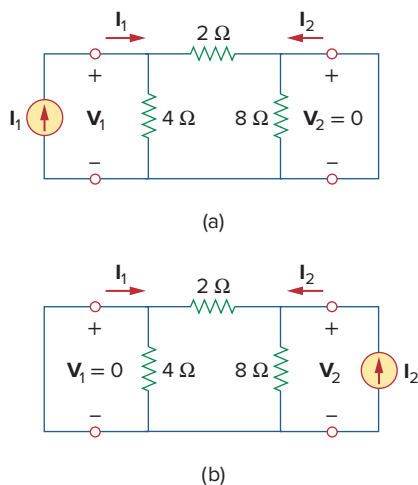 I1 2 Ω I2
+ +
I1 V1 4 Ω 8 Ω V2 = 0
– –
(a)
I1 2 Ω I2
+ +
V1 = 0 4 Ω 8 Ω V2 I2
– –
(b)